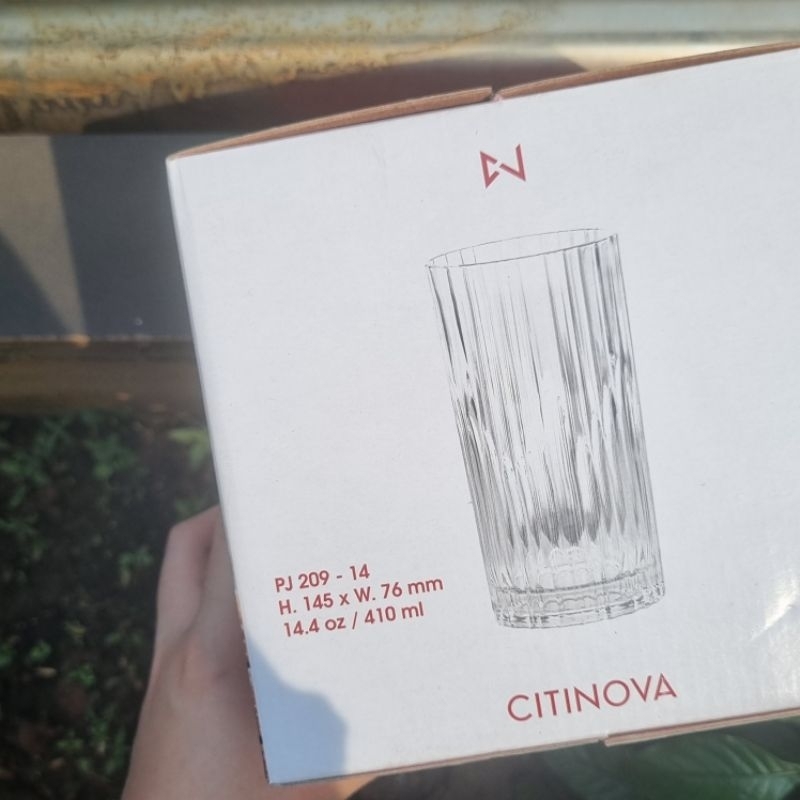 PJ 209 - 14
H. 145 x W. 76 mm
14.4 oz / 410 ml
CITINOVA